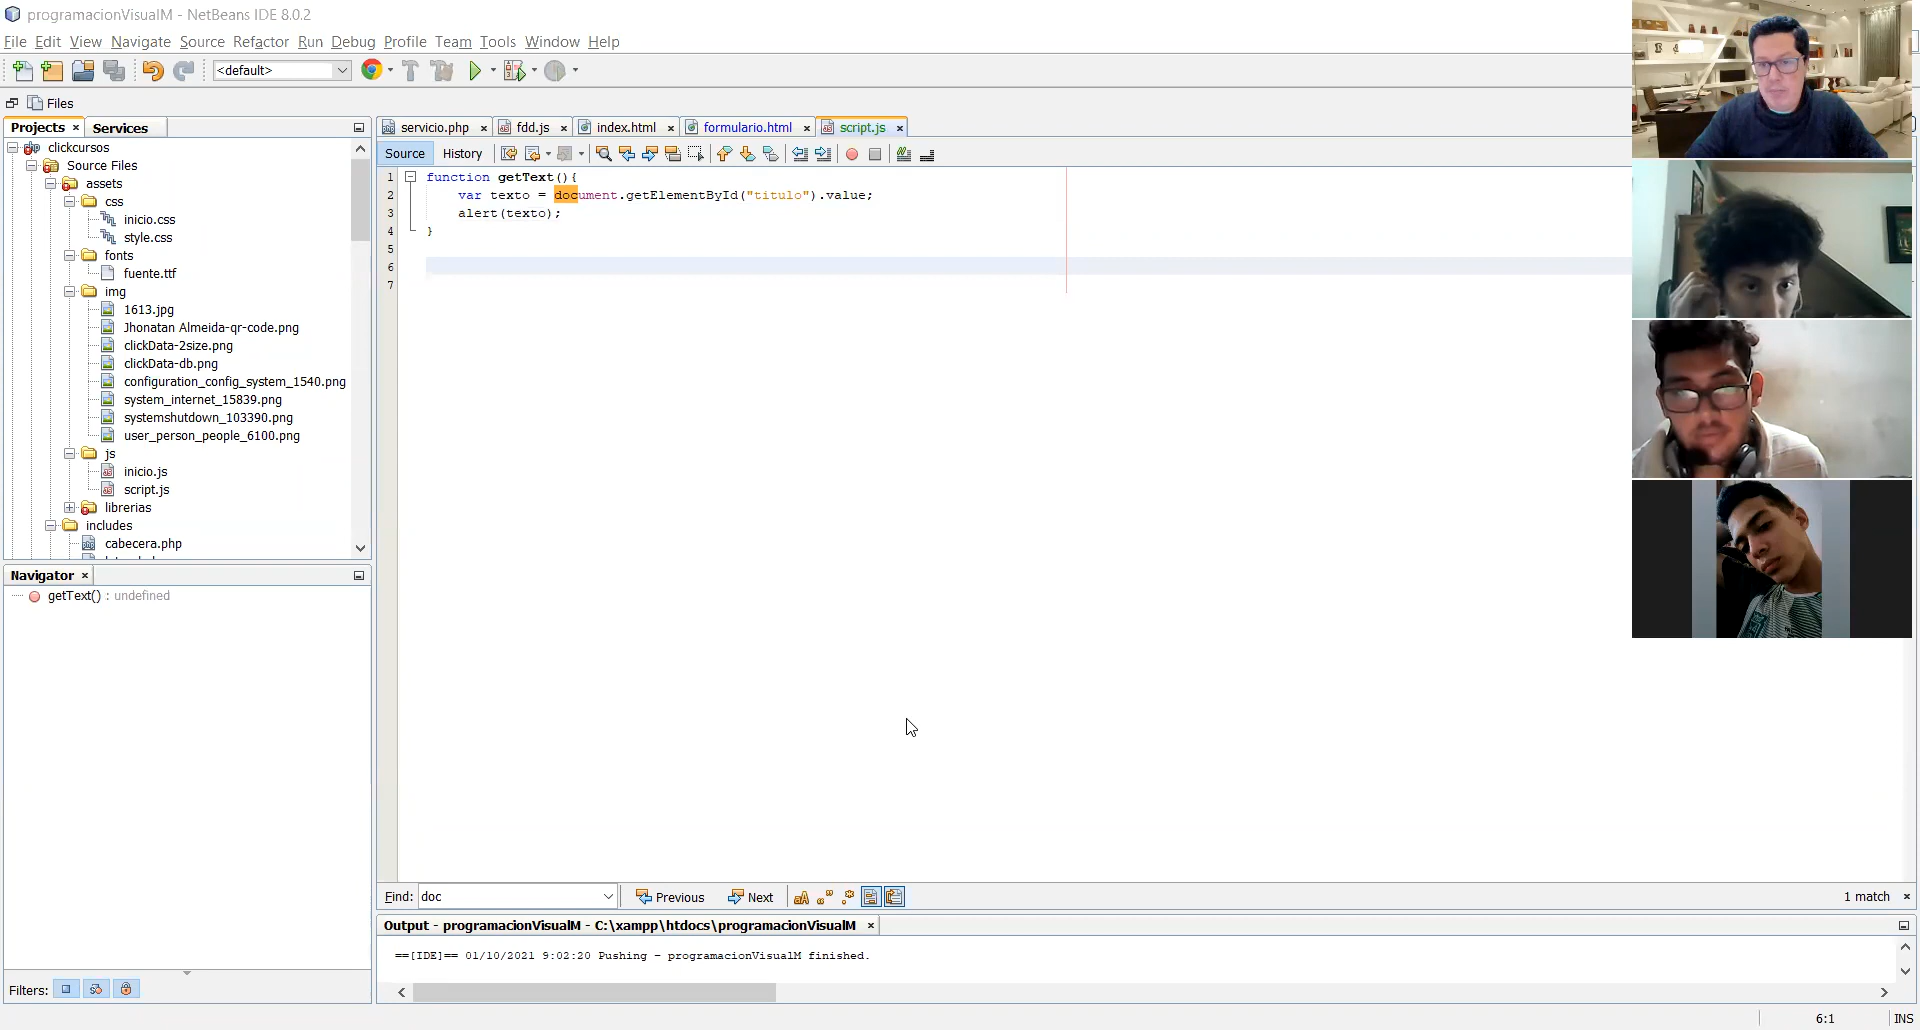 programacionVisualM - NetBeans IDE 8.0.2
File Edit View Navigate Source Refactor Run Debug Profile Team Tools Window Help
<default>
Files
Projects × Services
clickcursos
Source Files
assets
css
inicio.css
style.css
fonts
fuente.ttf
img
1613.jpg
Jhonatan Almeida-qr-code.png
clickData-2size.png
clickData-db.png
configuration_config_system_1540.png
system_internet_15839.png
systemshutdown_103390.png
user_person_people_6100.png
js
inicio.js
script.js
librerias
includes
cabecera.php
Navigator ×
getText() : undefined
Filters:
servicio.php × fdd.js × index.html × formulario.html × script.js ×
Source History
1 function getText(){
2 var texto = document.getElementById("titulo").value;
3 alert(texto);
4 }
5
6
7
Find: doc Previous Next 1 match ×
Output - programacionVisualM - C:\xampp\htdocs\programacionVisualM ×
==[IDE]== 01/10/2021 9:02:20 Pushing - programacionVisualM finished.
6:1 INS